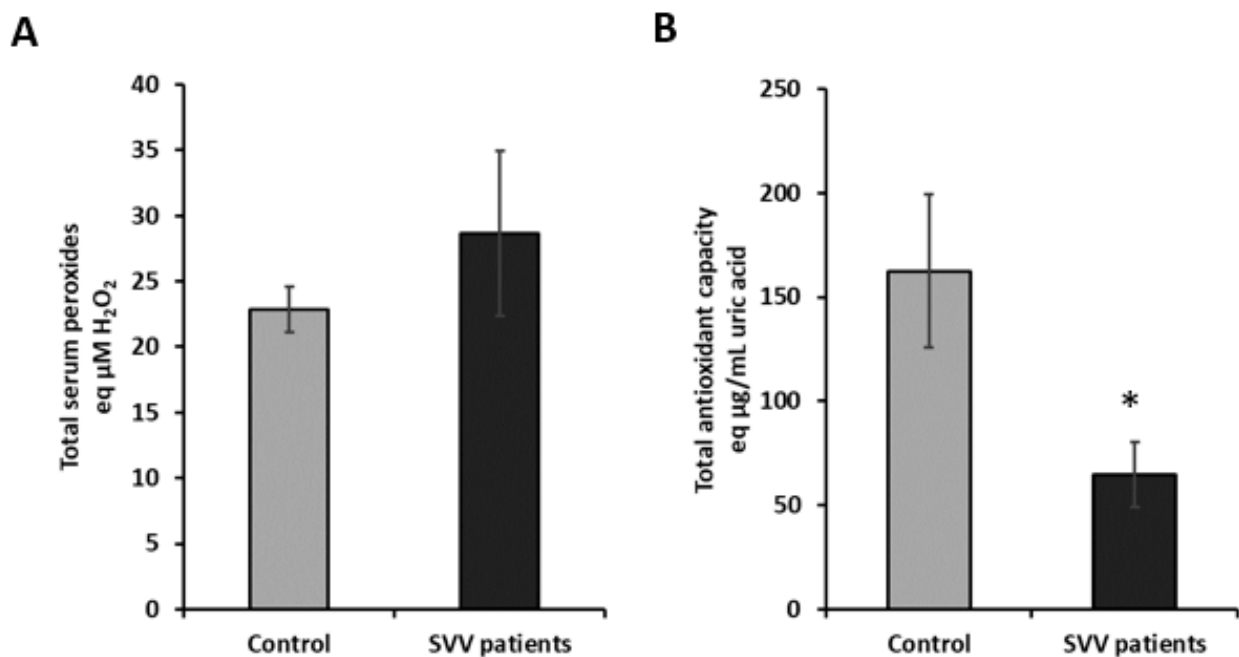 A
Total serum peroxides
eq µM H₂O₂
40
35
30
25
20
15
10
5
0
Control
SVV patients
B
Total antioxidant capacity
eq µg/mL uric acid
250
200
150
100
50
0
*
Control
SVV patients